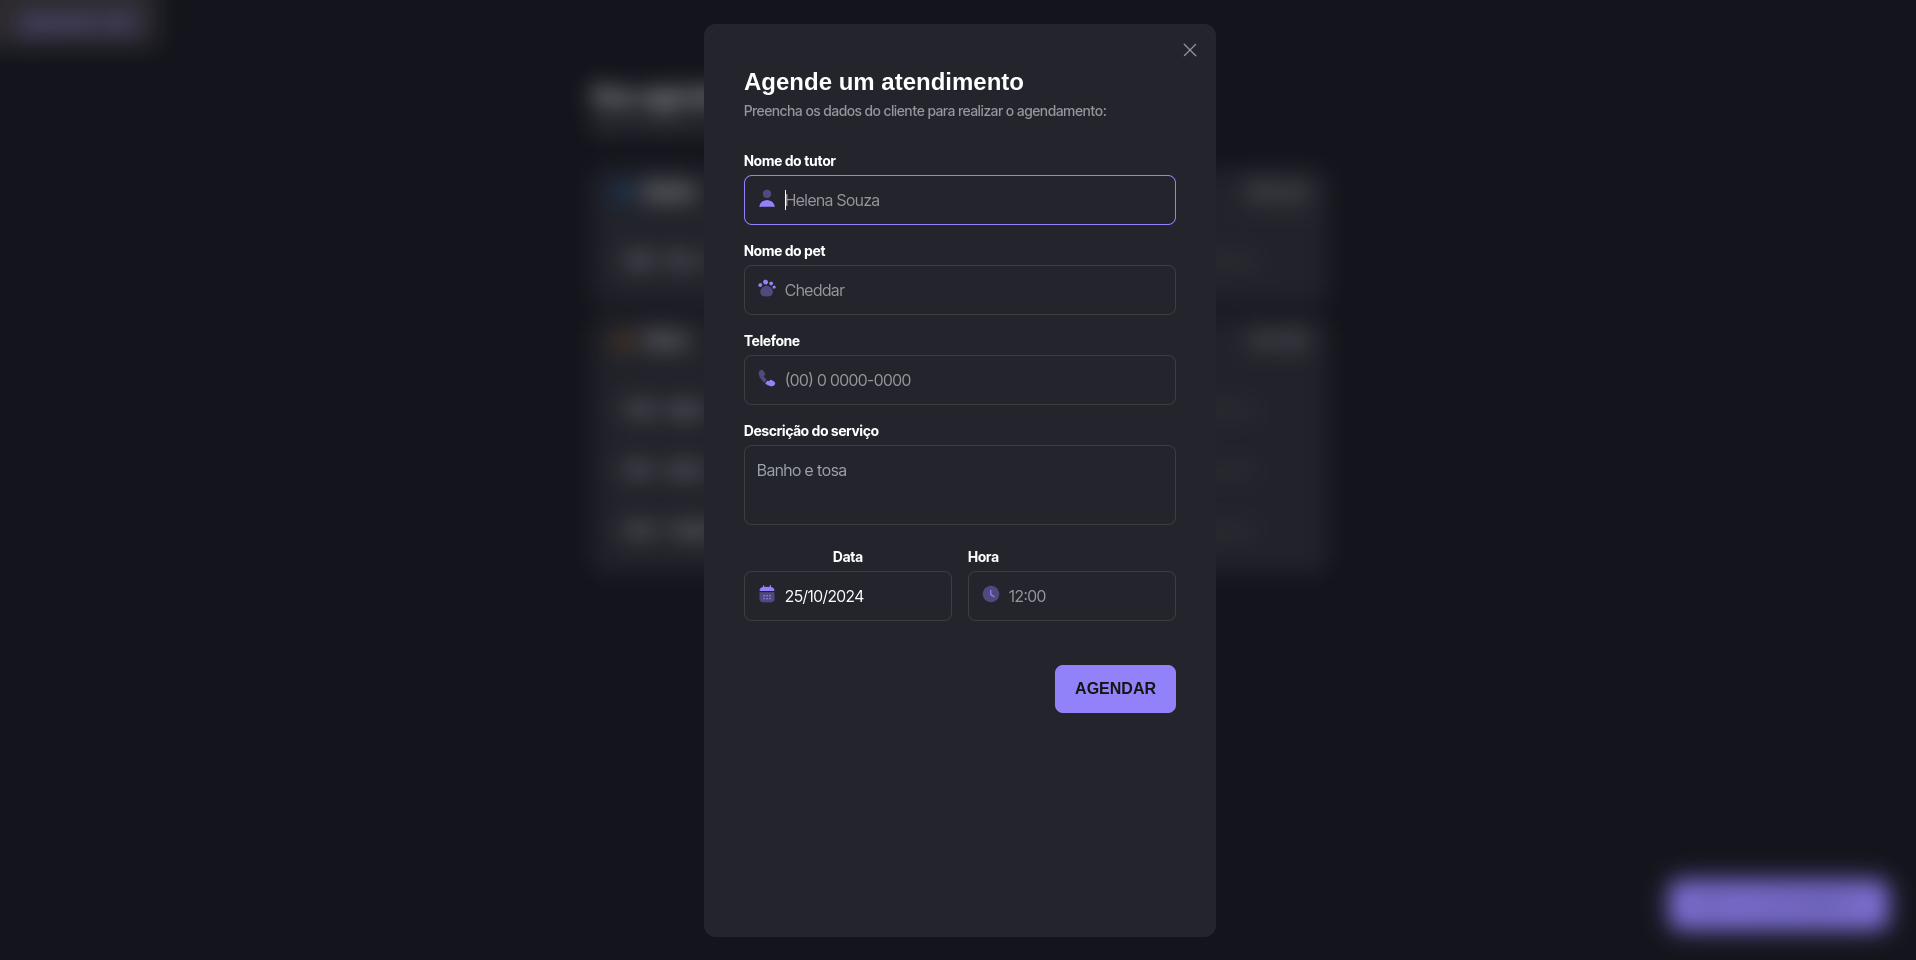 Agende um atendimento
Preencha os dados do cliente para realizar o agendamento:
Nome do tutor
Helena Souza
Nome do pet
Cheddar
Telefone
(00) 0 0000-0000
Descrição do serviço
Banho e tosa
Data
Hora
25/10/2024
12:00
AGENDAR